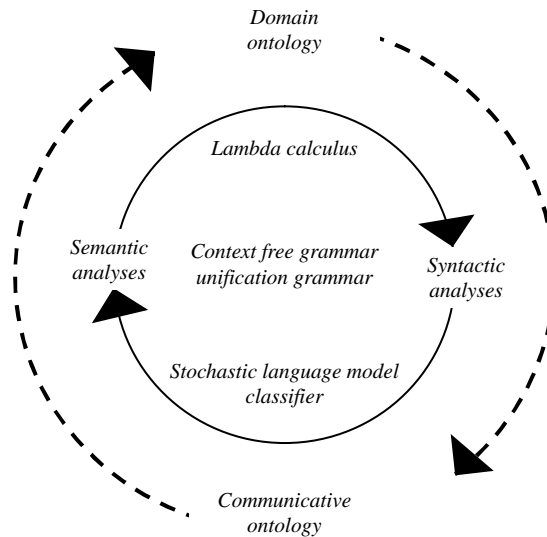 Domain
ontology
Lambda calculus
Semantic
analyses
Context free grammar
unification grammar
Syntactic
analyses
Stochastic language model
classifier
Communicative
ontology